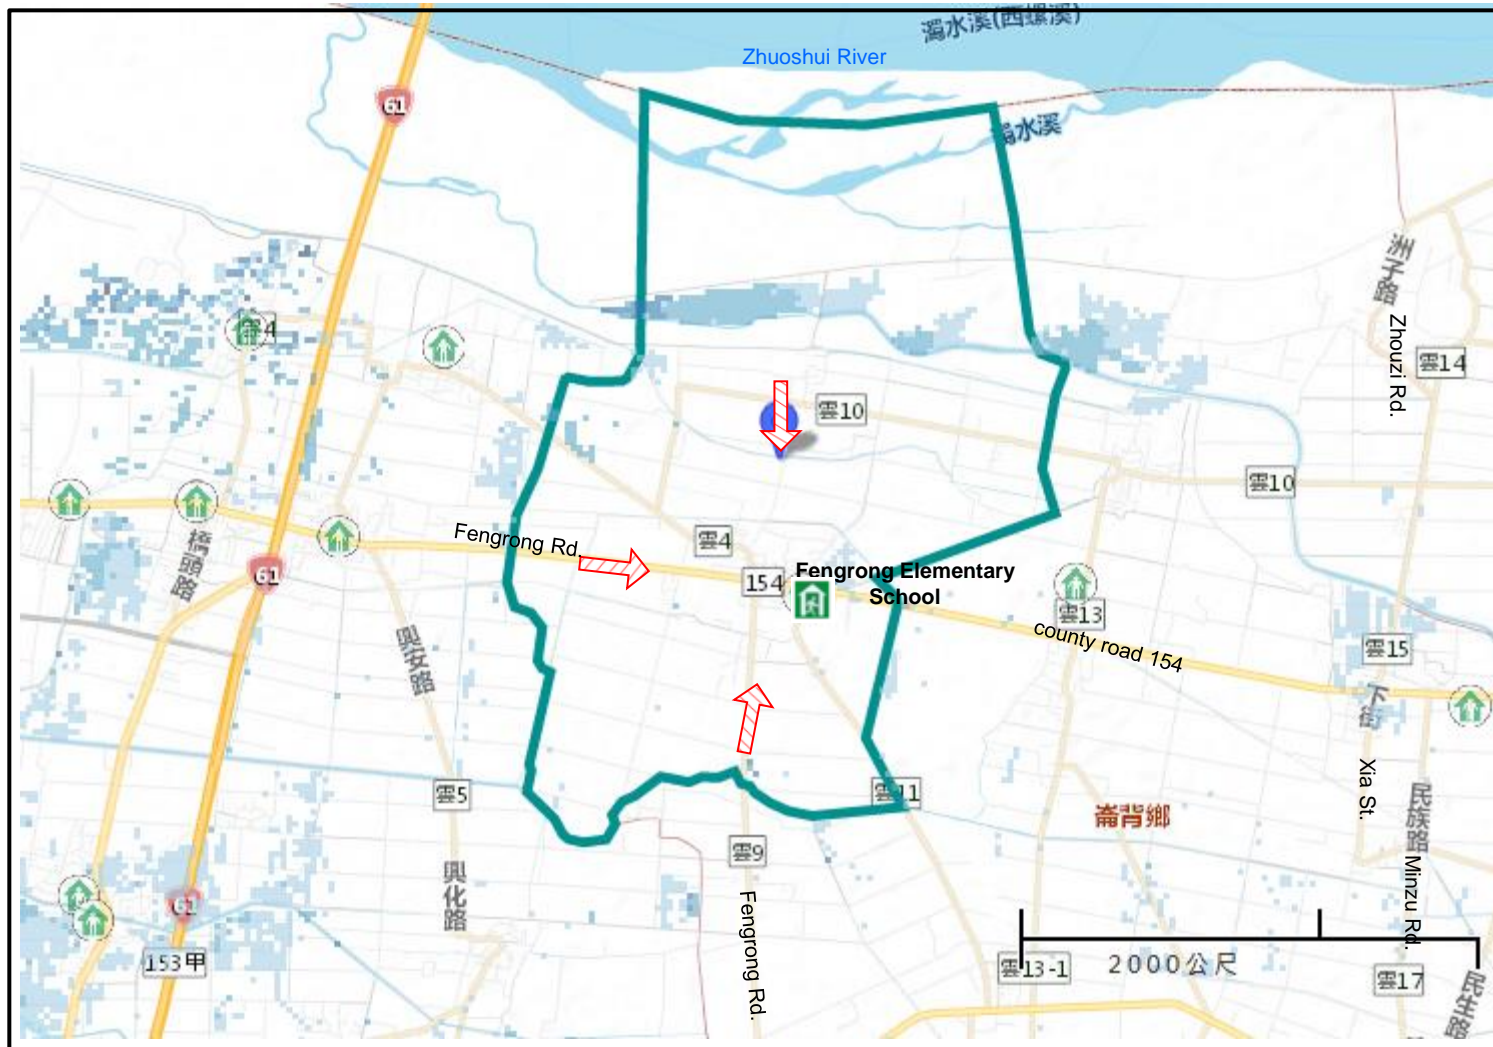 濁水溪(西螺溪)
Zhuoshui River
61
濁水溪
洲子路
Zhouzi Rd.
雲14
雲10
雲10
橋頭路
Fengrong Rd.
雲4
61
154
Fengrong Elementary
School
雲13
county road 154
雲15
下街
Xia St.
雲5
雲11
崙背鄉
民族路
Minzu Rd.
雲9
興化路
Fengrong Rd.
61
153甲
雲13-1
2000公尺
雲17
民生路